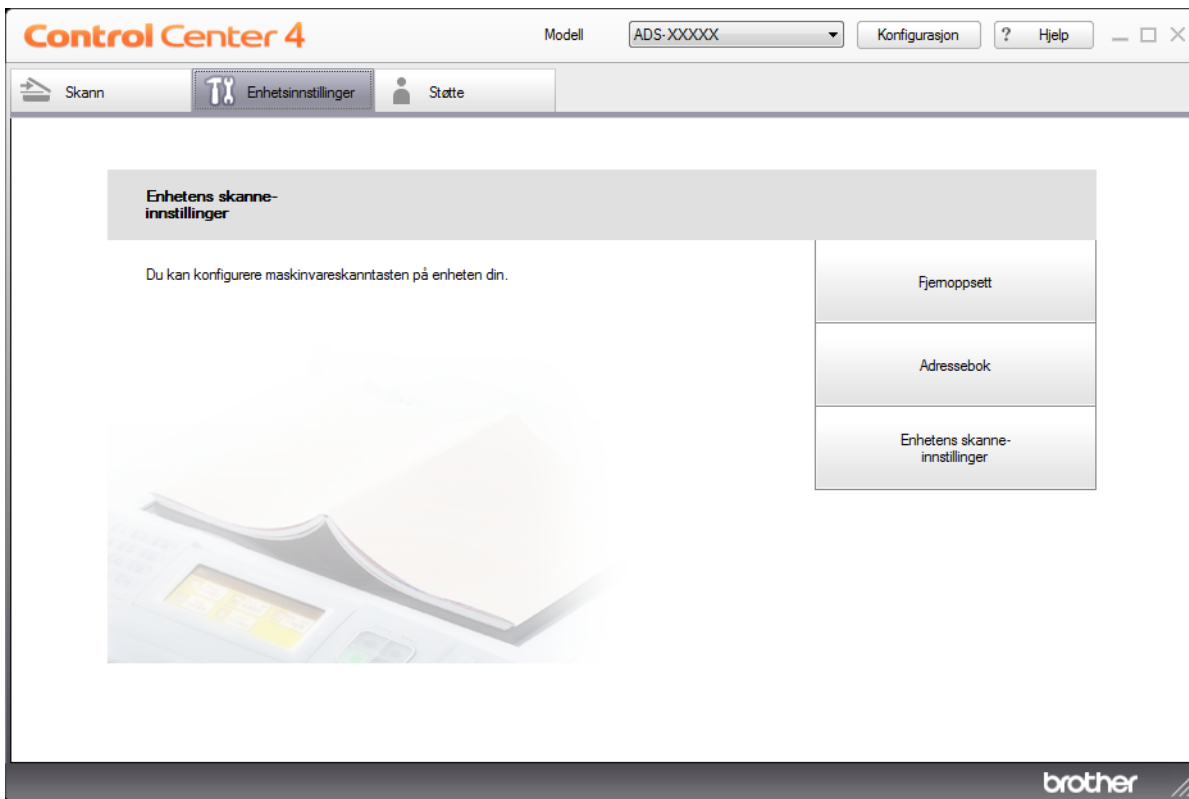 Control Center 4
Modell
ADS-XXXXX
Konfigurasjon
? Hjelp
Skann
Enhetsinnstillinger
Støtte
Enhetens skanne-
innstillinger
Du kan konfigurere maskinvareskanntasten på enheten din.
Fjernoppsett
Adressebok
Enhetens skanne-
innstillinger
brother